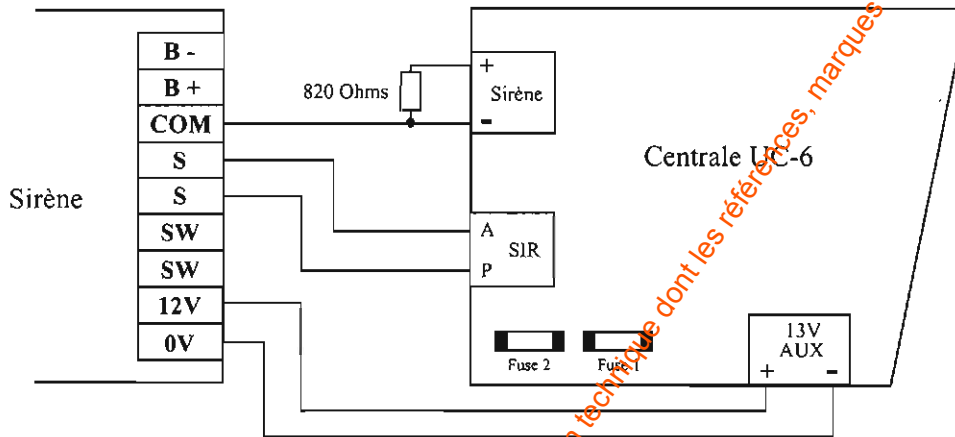 Sirène
B -
B +
COM
S
S
SW
SW
12V
0V
820 Ohms
+
Sirène
-
Centrale UC-6
A
SIR
P
Fuse 2
Fuse 1
13V
AUX
+
-
technique dont les références, marques